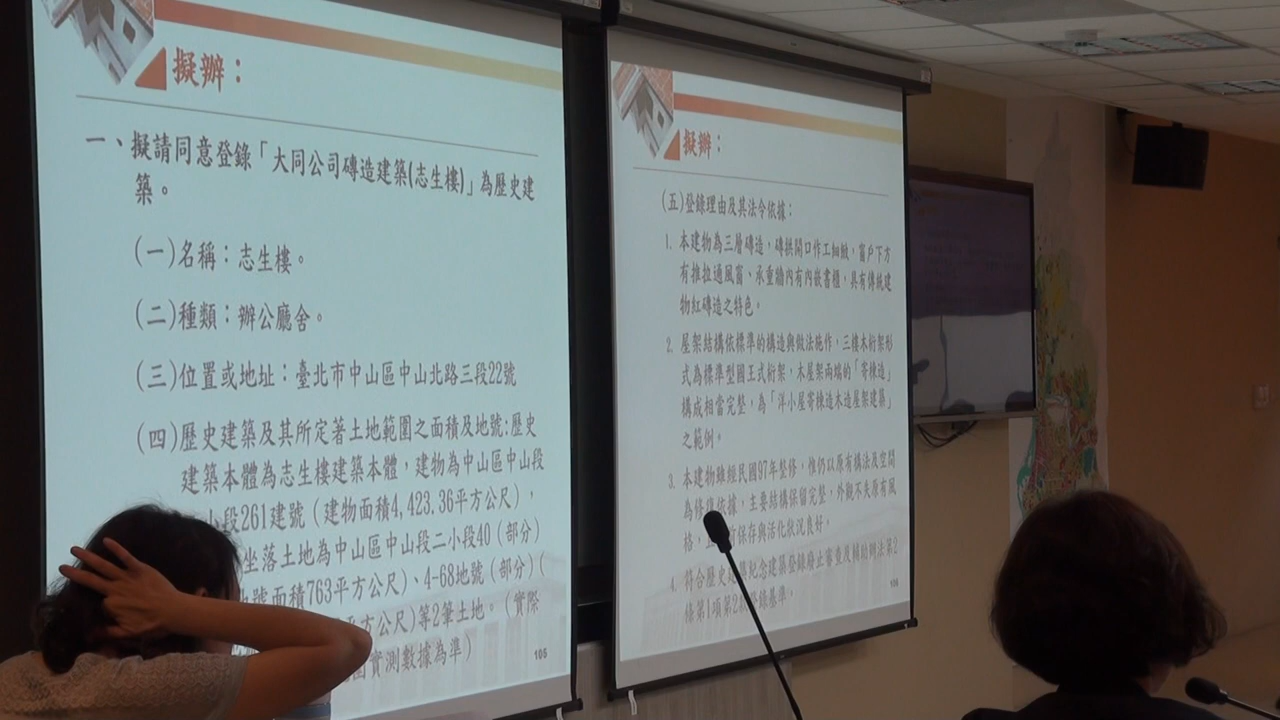 擬辦：
一、擬請同意登錄「大同公司磚造建築(志生樓)」為歷史建
築。
(一)名稱：志生樓。
(二)種類：辦公廳舍。
(三)位置或地址：臺北市中山區中山北路三段22號
(四)歷史建築及其所定著土地範圍之面積及地號:歷史
建築本體為志生樓建築本體，建物為中山區中山段
小段261建號（建物面積4,423.36平方公尺），
坐落土地為中山區中山段二小段40（部分）
號面積763平方公尺）、4-68地號（部分）(
平方公尺)等2筆土地。（實際
實測數據為準）
105
擬辦：
(五)登錄理由及其法令依據：
1. 本建物為三層磚造，磚拱開口作工細緻，窗戶下方
有推拉通風窗、承重牆內有內嵌書櫃，具有傳統建
物紅磚造之特色。
2. 屋架結構依標準的構造與做法施作，三樓木桁架形
式為標準型國王式桁架，木屋架兩端的「寄棟造」
構成相當完整，為「洋小屋寄棟造木造屋架建築」
之範例。
3. 本建物雖經民國97年整修，惟仍以原有構法及空間
為修復依據，主要結構保留完整，外觀不失原有風
格，保存與活化狀況良好。
4. 符合歷史建紀念建築登錄廢止審查及輔助辦法第2
條第1項第2錄基準。
106